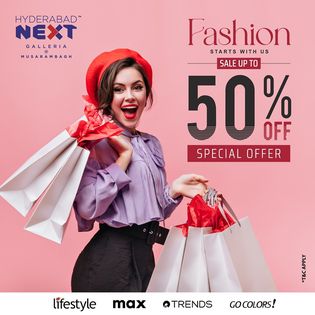 HYDERABAD™
NEXT
GALLERIA
@
MUSARAMBAGH
Fashion
STARTS WITH US
SALE UP TO
50% OFF
SPECIAL OFFER
*T&C APPLY
lifestyle
max
TRENDS
GO COLORS!